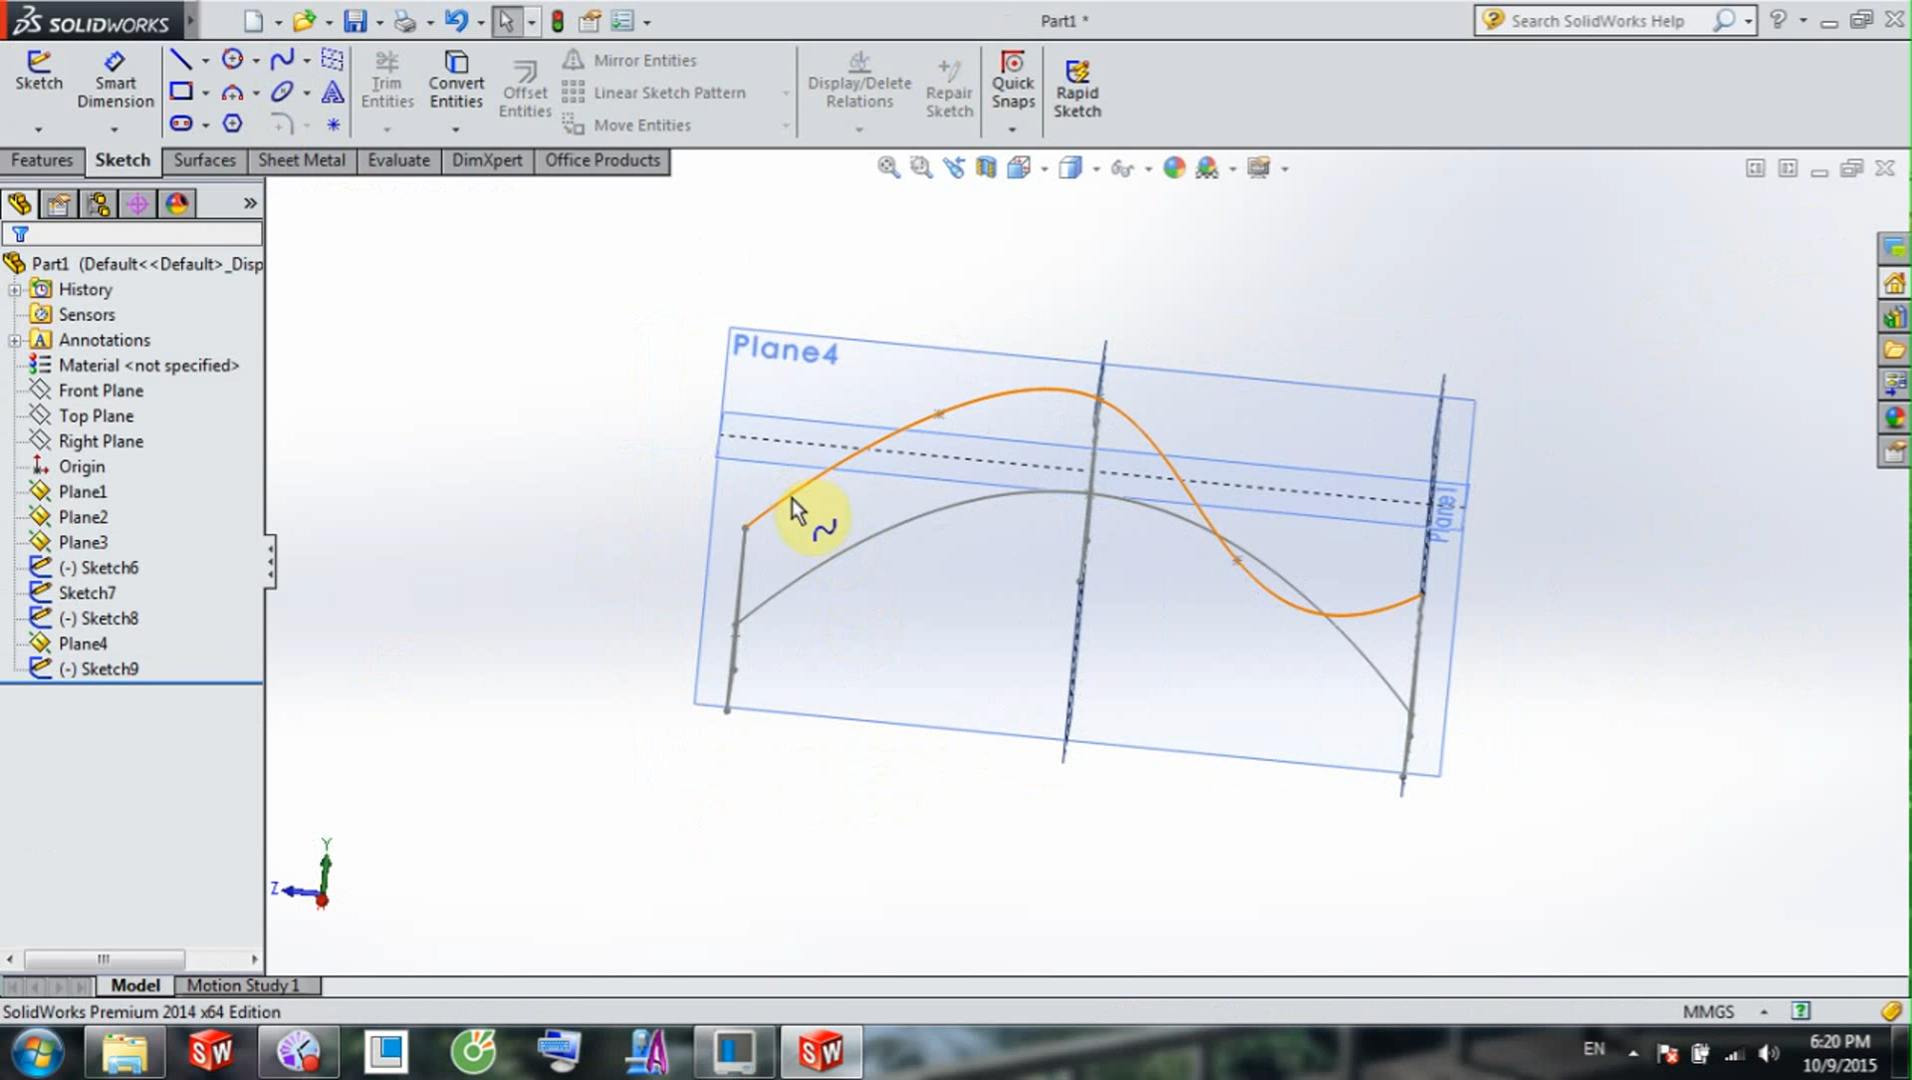 SOLIDWORKS
Part1 *
Search SolidWorks Help
Sketch
Smart
Dimension
Trim
Entities
Convert
Entities
Offset
Entities
Mirror Entities
Linear Sketch Pattern
Move Entities
Display/Delete
Relations
Repair
Sketch
Quick
Snaps
Rapid
Sketch
Features
Sketch
Surfaces
Sheet Metal
Evaluate
DimXpert
Office Products
Part1 (Default<<Default>_Disp
History
Sensors
Annotations
Material <not specified>
Front Plane
Top Plane
Right Plane
Origin
Plane1
Plane2
Plane3
(-) Sketch6
Sketch7
(-) Sketch8
Plane4
(-) Sketch9
Plane4
Plane
Y
Z
Model
Motion Study 1
SolidWorks Premium 2014 x64 Edition
MMGS
EN
6:20 PM
10/9/2015